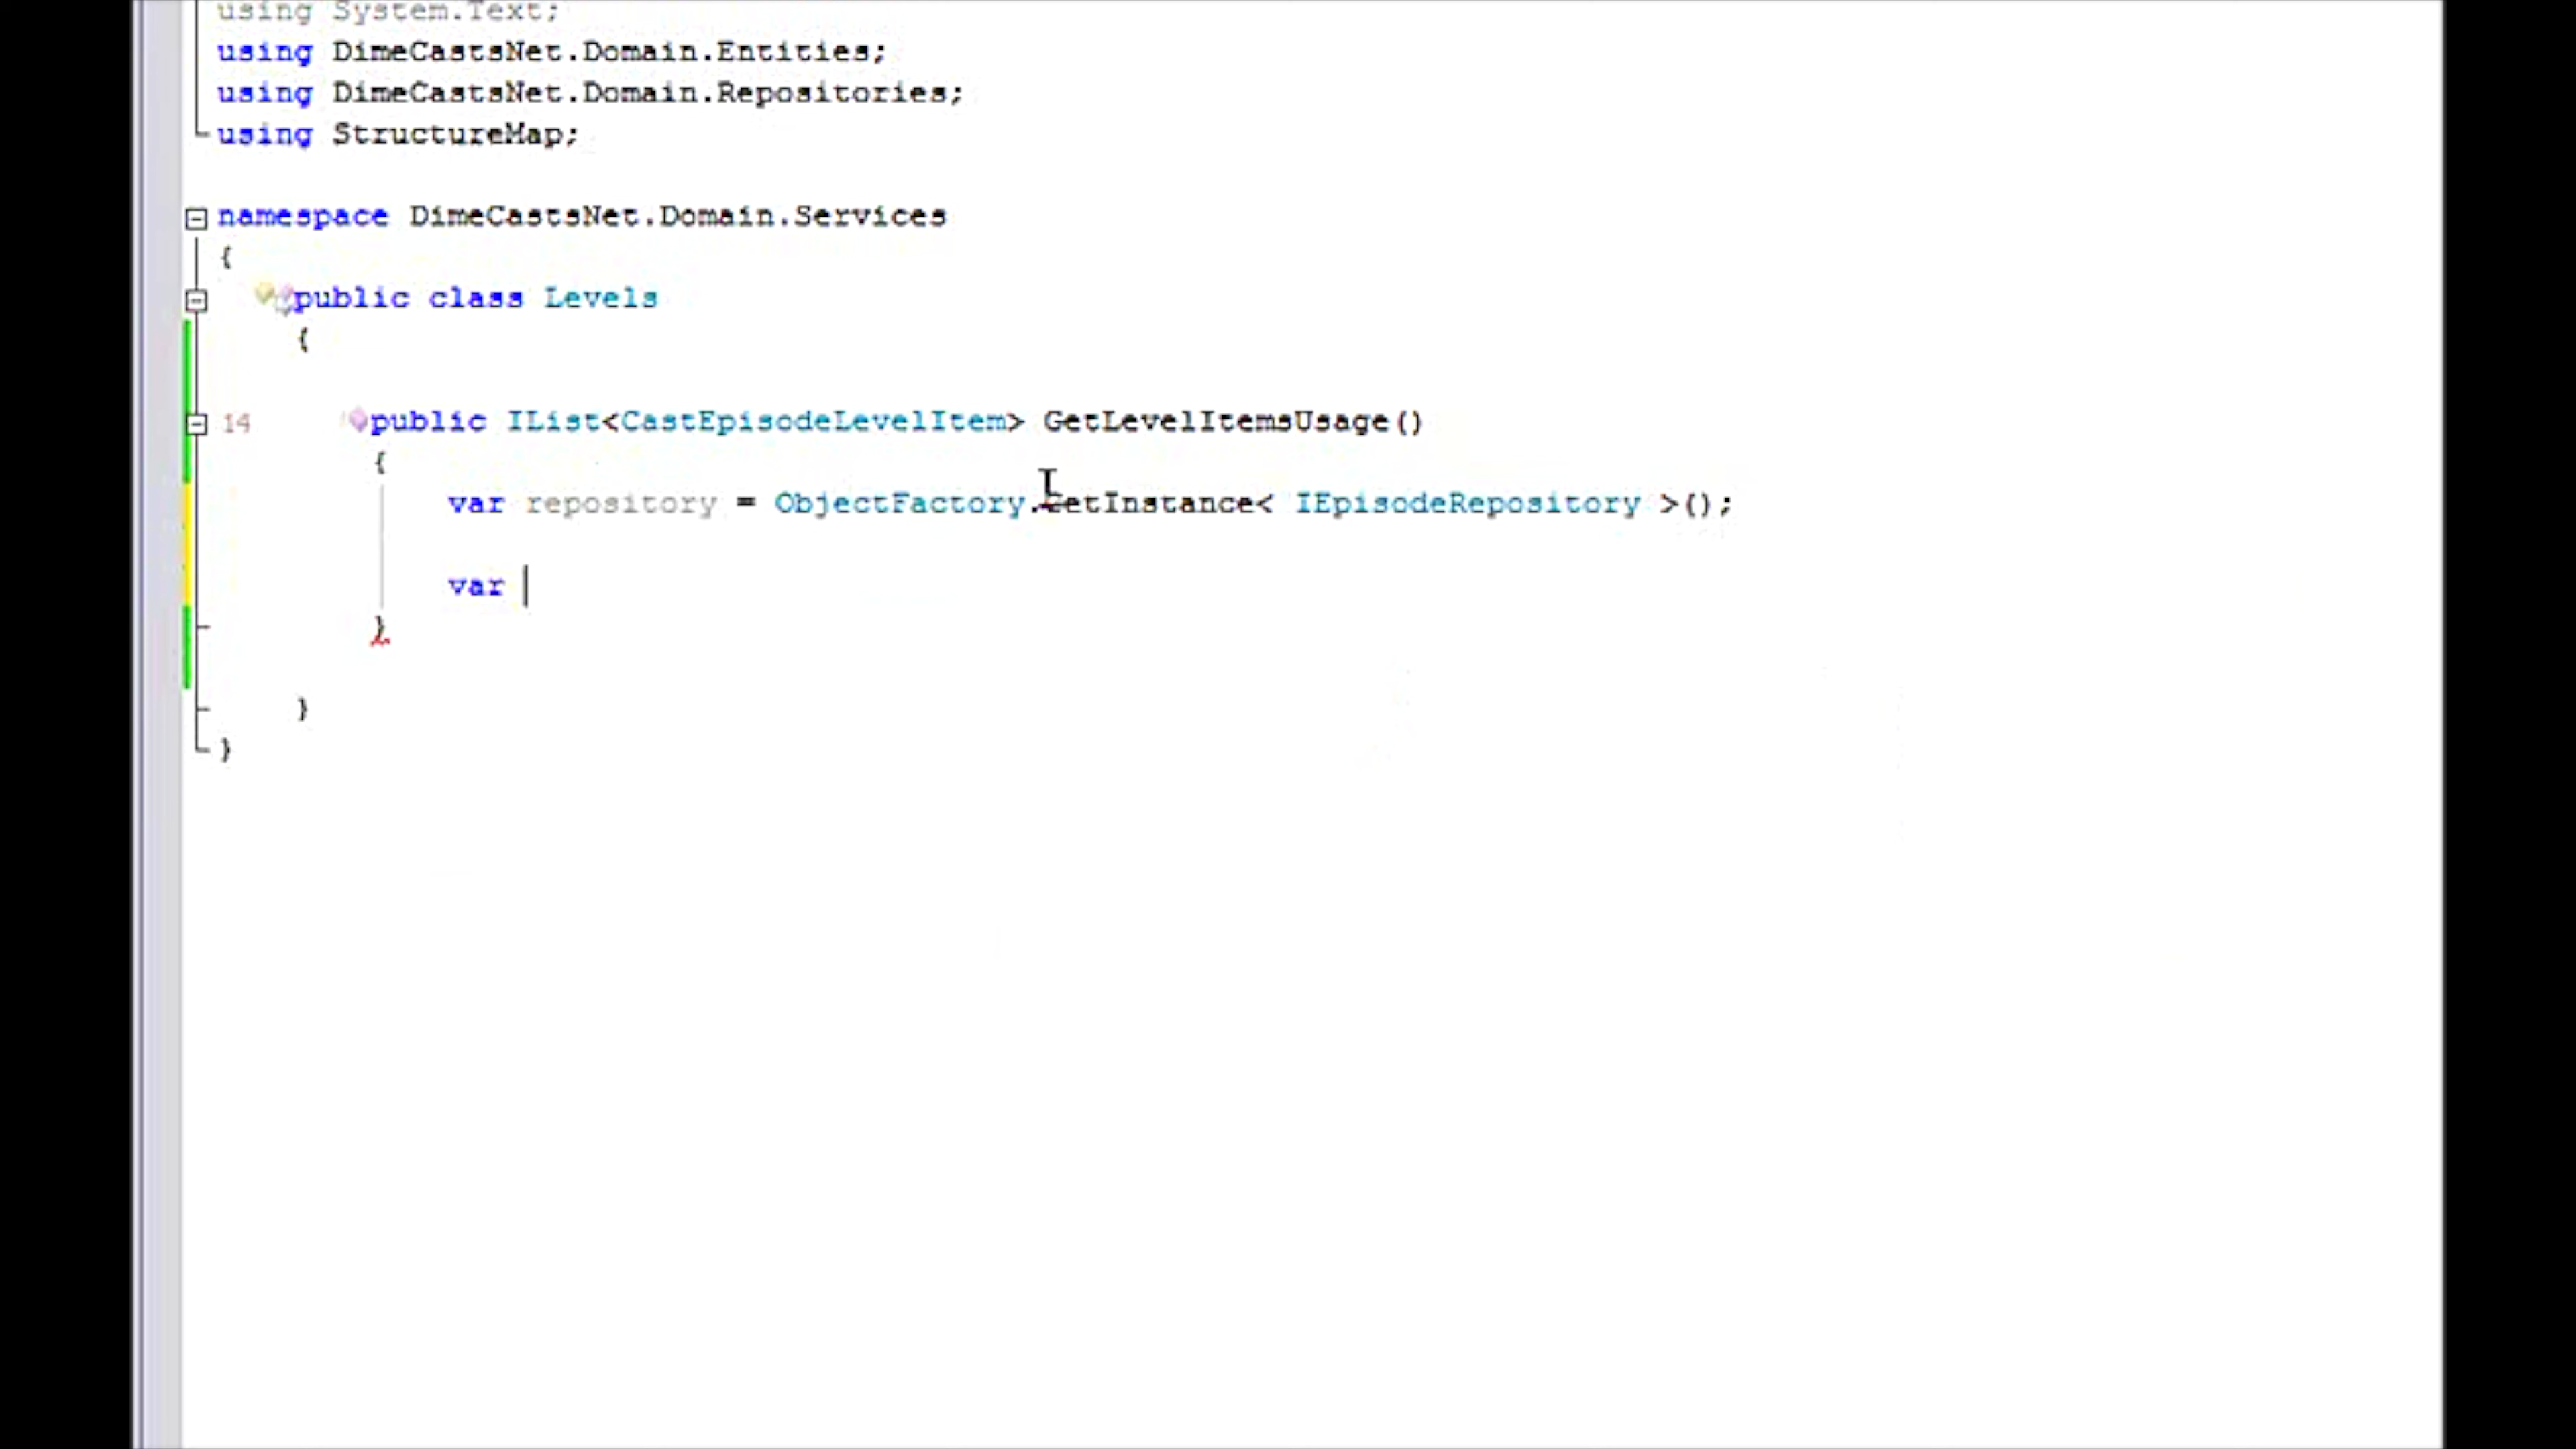 using System.Text;
using DimeCastsNet.Domain.Entities;
using DimeCastsNet.Domain.Repositories;
using StructureMap;
namespace DimeCastsNet.Domain.Services
{
public class Levels
{
14 public IList<CastEpisodeLevelItem> GetLevelItemsUsage()
{
var repository = ObjectFactory.GetInstance< IEpisodeRepository >();
var
}
}
}